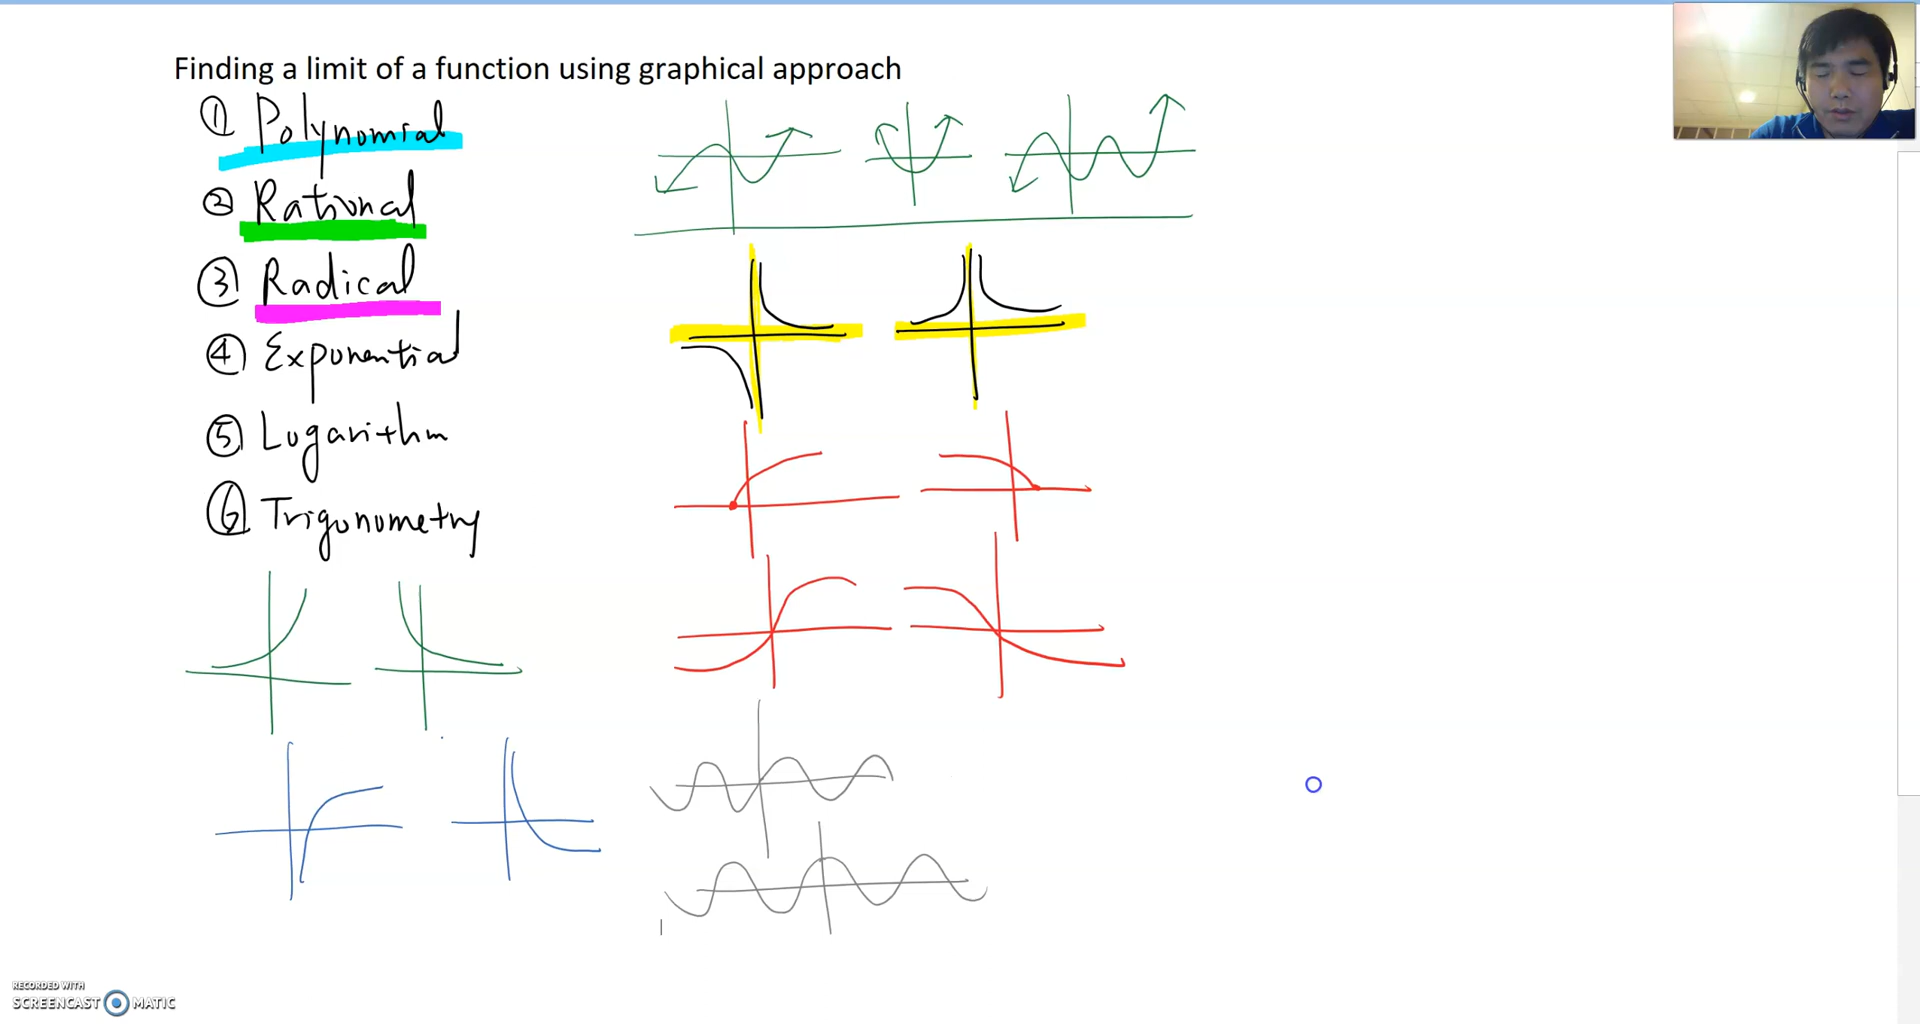 Finding a limit of a function using graphical approach
① Polynomial
② Rational
③ Radical
④ Exponential
⑤ Logarithm
⑥ Trigonometry
RECORDED WITH
SCREENCAST MATIC